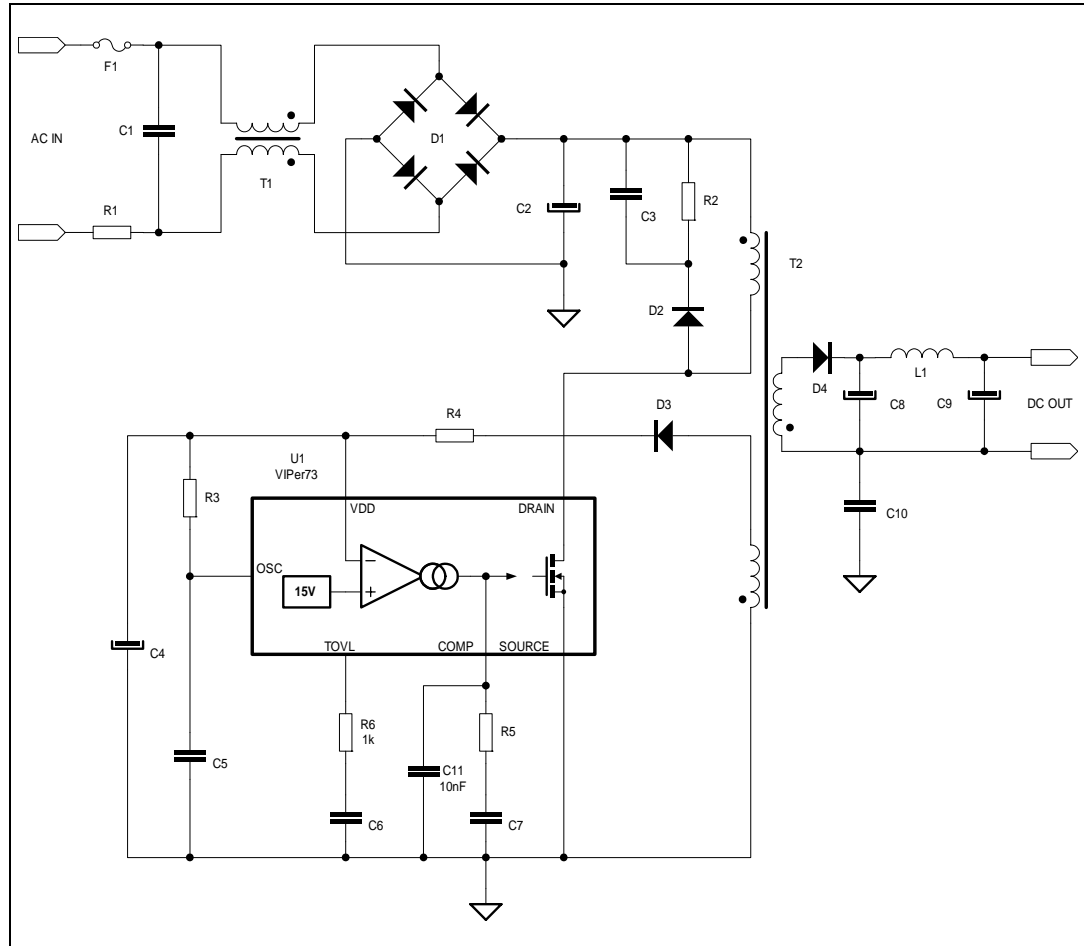 F1
AC IN
C1
D1
T1
R1
C2
C3
R2
T2
D2
D4
L1
C8
C9
DC OUT
R4
D3
U1
VIPer73
R3
VDD
DRAIN
C10
OSC
15V
−
+
TOVL
COMP
SOURCE
C4
R6
1k
R5
C5
C11
10nF
C6
C7